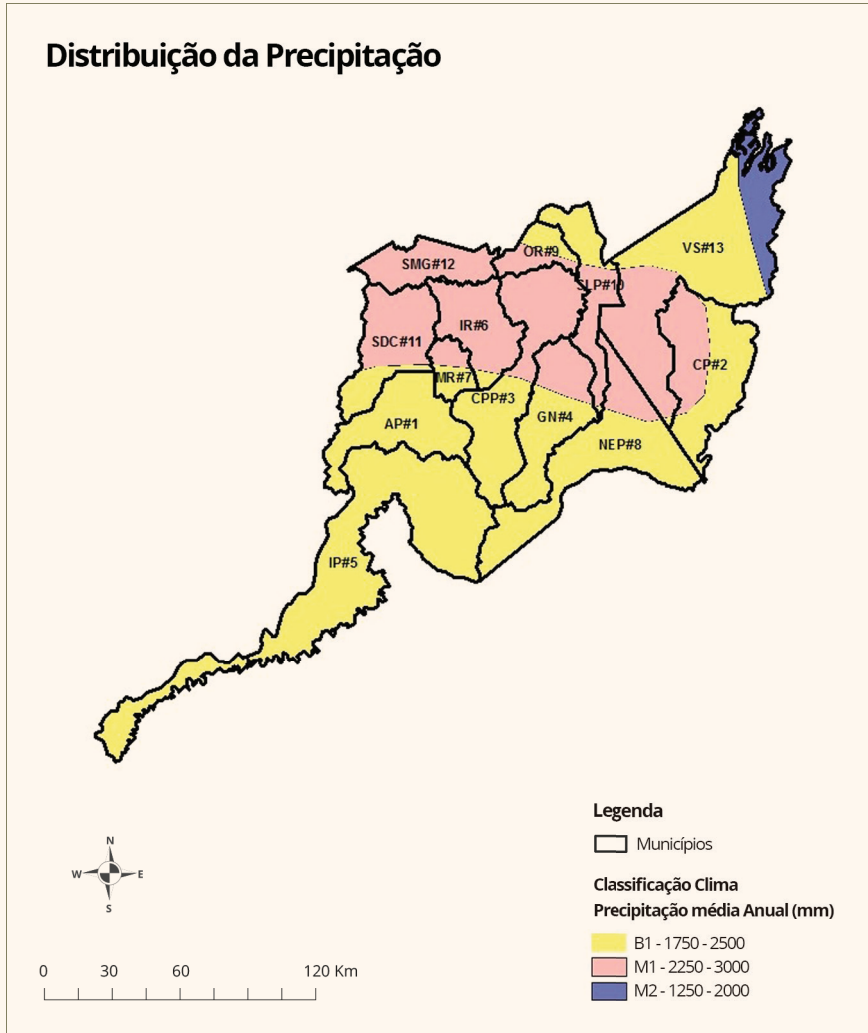 Distribuição da Precipitação
VS#13
OR#9
SMG#12
SLP#10
IR#6
SDC#11
CP#2
MR#7
CPP#3
GN#4
AP#1
NEP#8
IP#5
Legenda
Municípios
Classificação Clima
Precipitação média Anual (mm)
B1 - 1750 - 2500
M1 - 2250 - 3000
M2 - 1250 - 2000
N
W E
S
0 30 60 120 Km